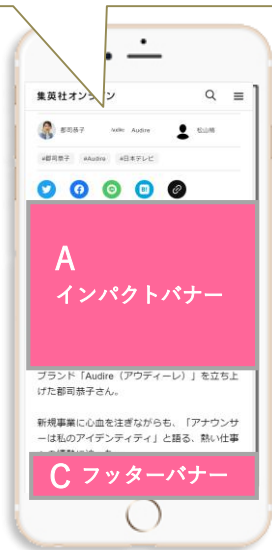 集英社オンライン
郡司恭子
Audire
Audire
松山梢
#郡司恭子
#Audire
#日本テレビ
B!
A
インパクトバナー
ブランド「Audire(アウディーレ)」を立ち上
げた郡司恭子さん。
新規事業に心血を注ぎながらも、「アナウンサ
ーは私のアイデンティティ」と語る、熱い仕事
C フッターバナー